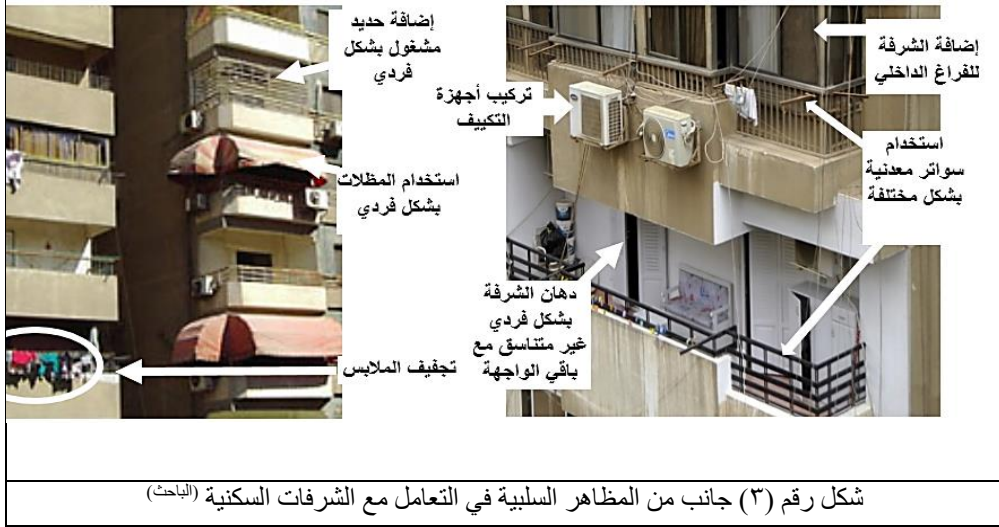 إضافة حديد
مشغول بشكل
فردي
تركيب أجهزة
التكييف
استخدام المظلات
بشكل فردي
تجفيف الملابس
إضافة الشرفة
للفراغ الداخلي
استخدام
سواتر معدنية
بشكل مختلفة
دهان الشرفة
بشكل فردي
غير متناسق مع
باقي الواجهة
شكل رقم (٣) جانب من المظاهر السلبية في التعامل مع الشرفات السكنية (الباحث)